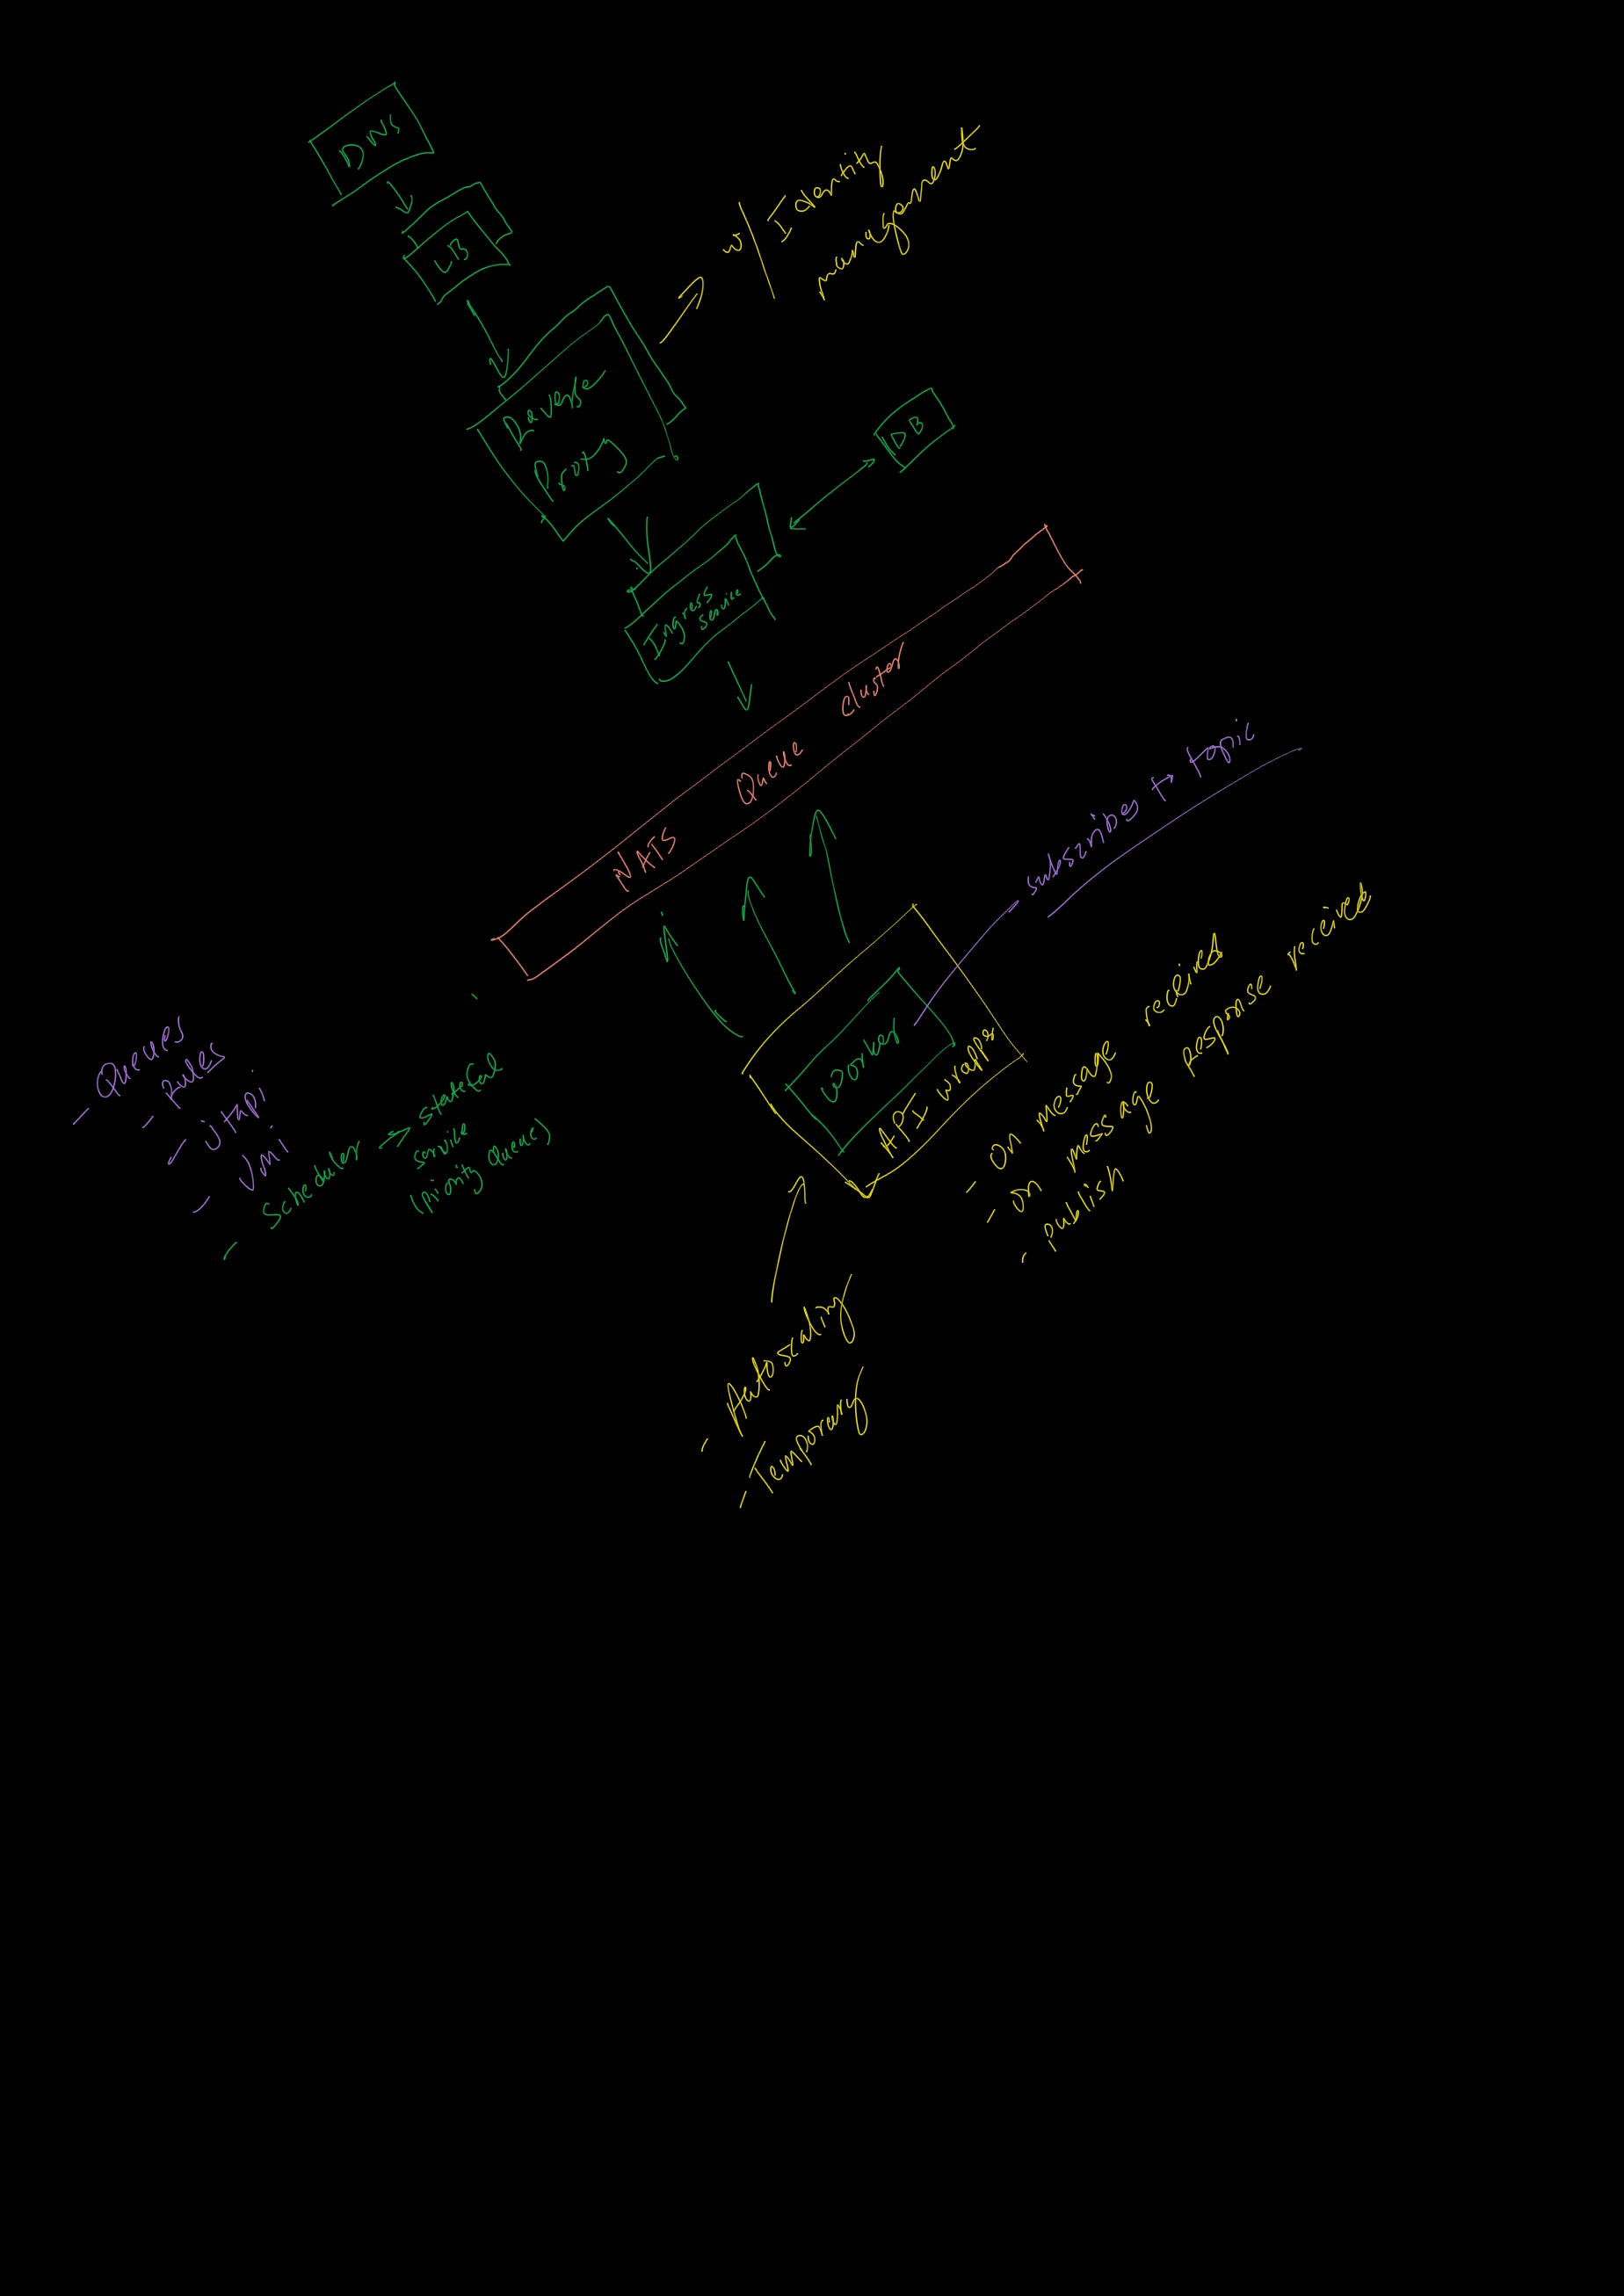 DNS
LB
w/ Identity
management
Reverse
Proxy
DB
Ingress
service
NATS Queue cluster
subscribes to topic
Worker
API wrapper
- On message received
- on message response received
- publish
- Queues
- rules
- jtapi
- Vmi
- Scheduler → stateful
service
(priority queue)
- Autoscaling
- Temporary